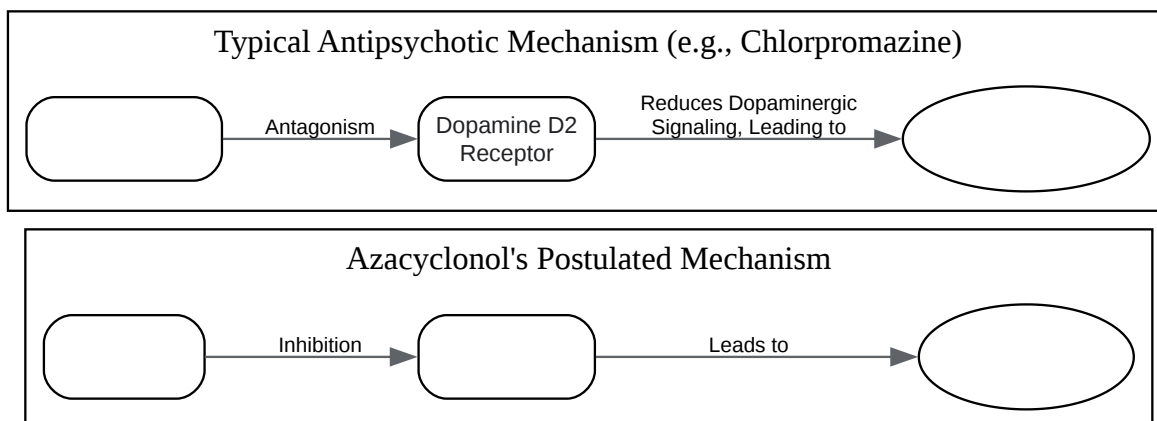 Typical Antipsychotic Mechanism (e.g., Chlorpromazine)
Antagonism
Dopamine D2
Receptor
Reduces Dopaminergic
Signaling, Leading to
Azacyclonol's Postulated Mechanism
Inhibition
Leads to